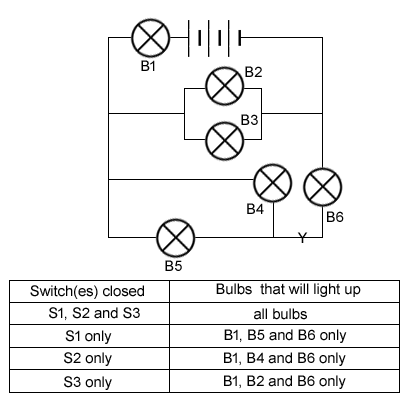 B1
B2
B3
B4
B6
Y
B5
Switch(es) closed Bulbs that will light up
S1, S2 and S3 all bulbs
S1 only B1, B5 and B6 only
S2 only B1, B4 and B6 only
S3 only B1, B2 and B6 only